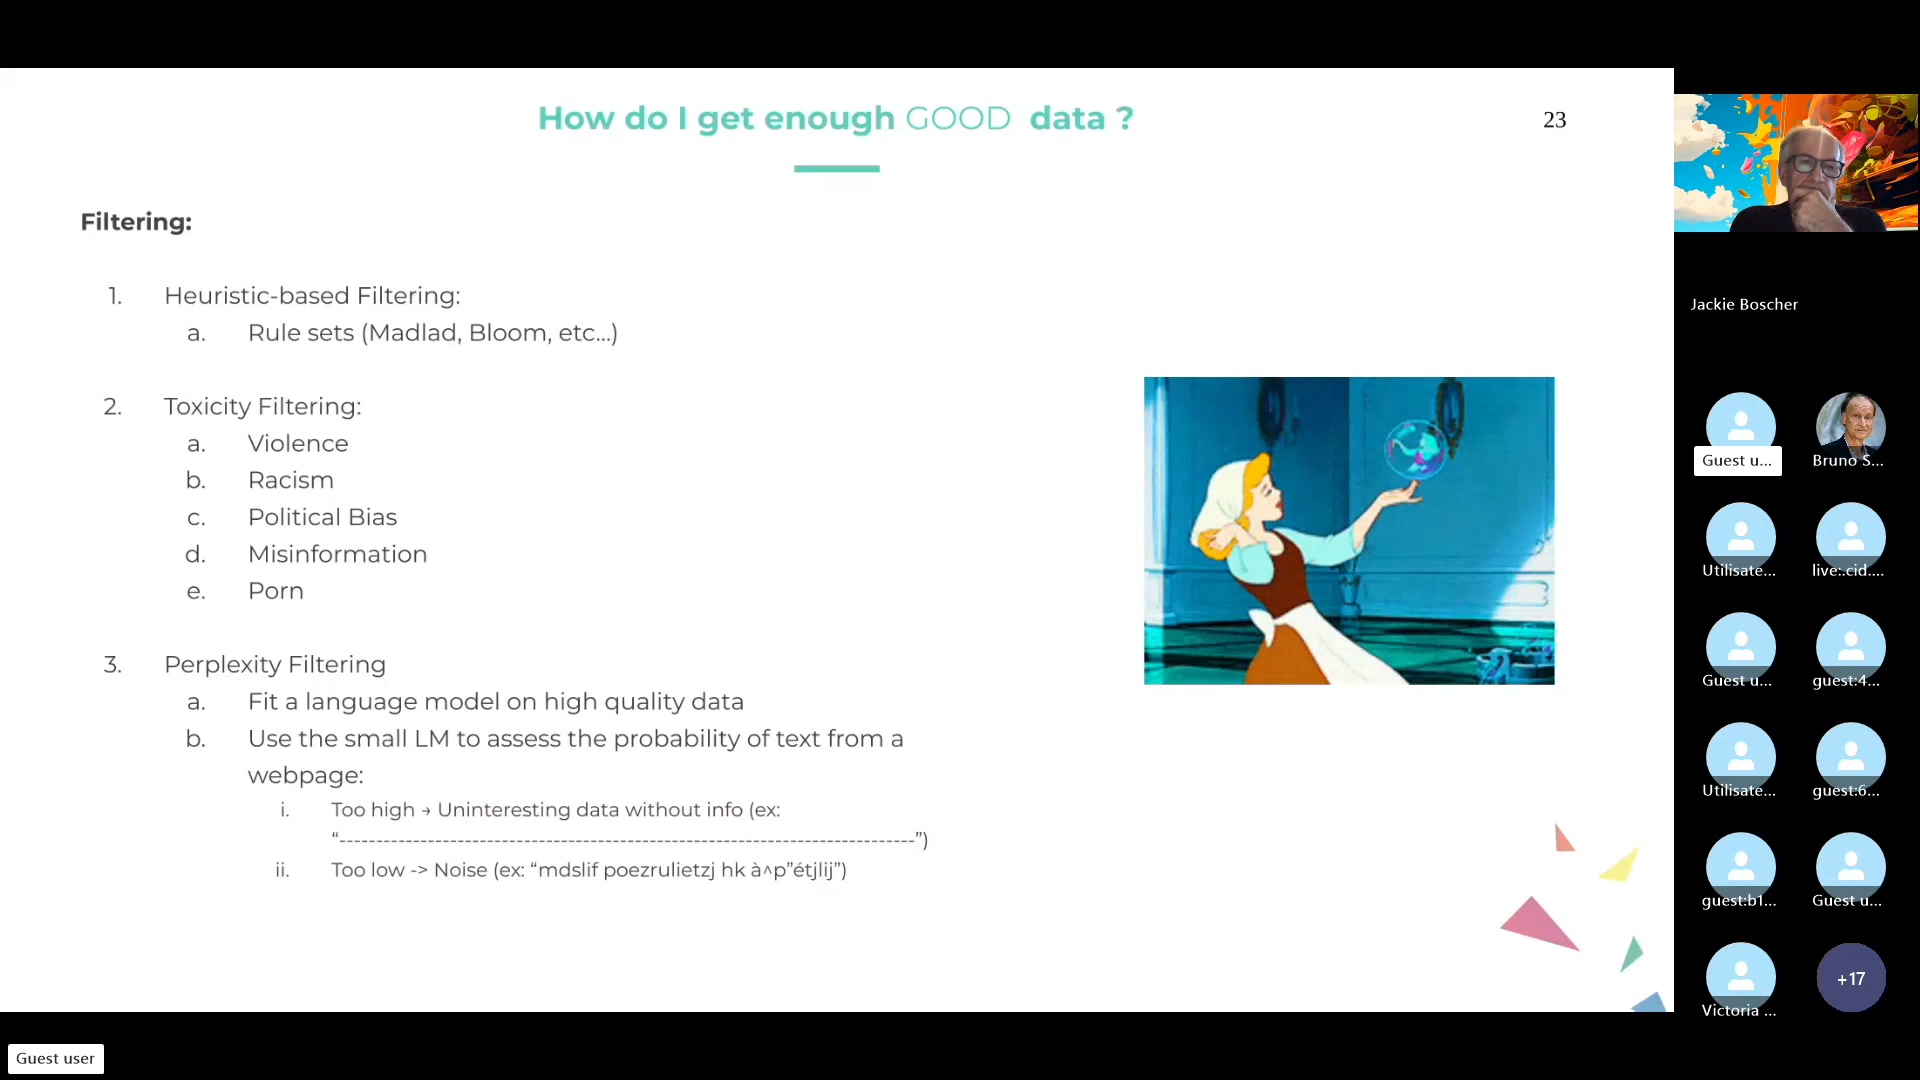 How do I get enough GOOD data ?
23
Filtering:
1. Heuristic-based Filtering:
a. Rule sets (Madlad, Bloom, etc...)
2. Toxicity Filtering:
a. Violence
b. Racism
c. Political Bias
d. Misinformation
e. Porn
3. Perplexity Filtering
a. Fit a language model on high quality data
b. Use the small LM to assess the probability of text from a
webpage:
i. Too high → Uninteresting data without info (ex:
“------------------------------------------------------------------------------”)
ii. Too low -> Noise (ex: “mdslif poezrulietzj hk à^p”étjlij”)
Jackie Boscher
Guest u...
Bruno S...
Utilisate...
live:.cid....
Guest u...
guest:4...
Utilisate...
guest:6...
guest:b1...
Guest u...
Victoria ...
+17
Guest user